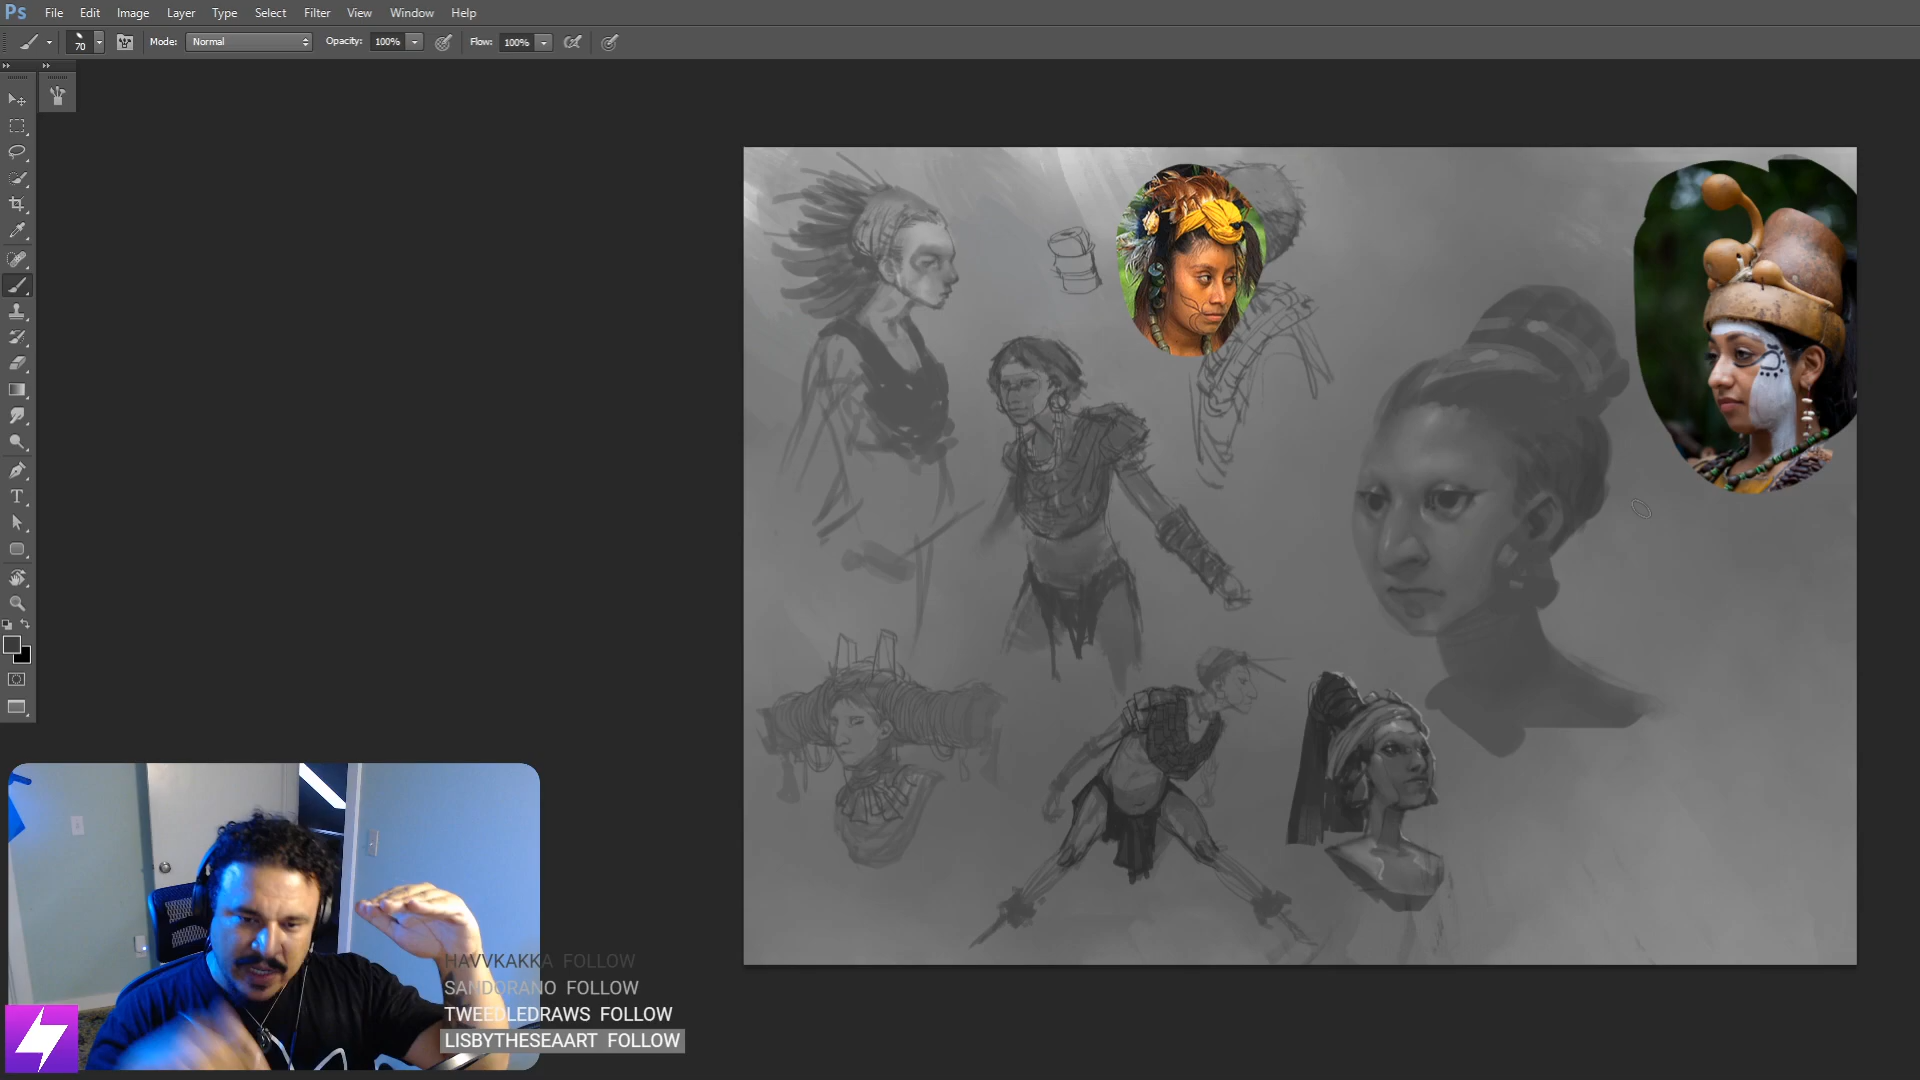 Ps File Edit Image Layer Type Select Filter View Window Help
70 Mode: Normal Opacity: 100% Flow: 100%
T
HAVVKAKKA FOLLOW
SANDORANO FOLLOW
TWEEDLEDRAWS FOLLOW
LISBYTHESEAART FOLLOW